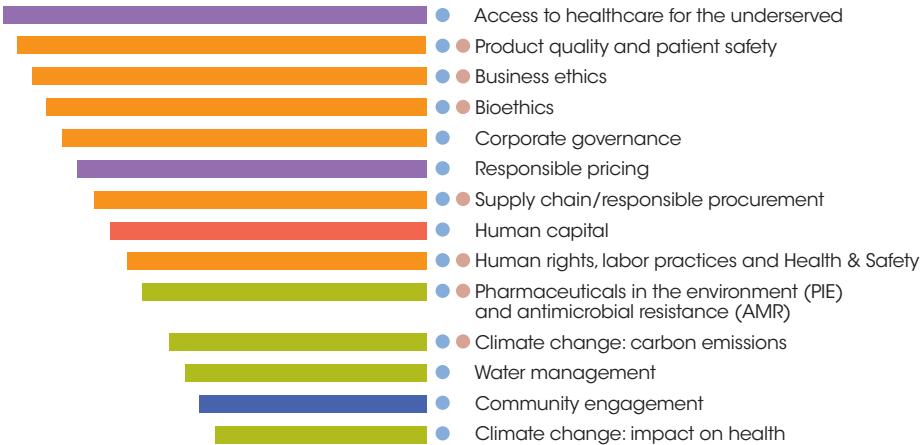 Access to healthcare for the underserved
Product quality and patient safety
Business ethics
Bioethics
Corporate governance
Responsible pricing
Supply chain/responsible procurement
Human capital
Human rights, labor practices and Health & Safety
Pharmaceuticals in the environment (PIE)
and antimicrobial resistance (AMR)
Climate change: carbon emissions
Water management
Community engagement
Climate change: impact on health